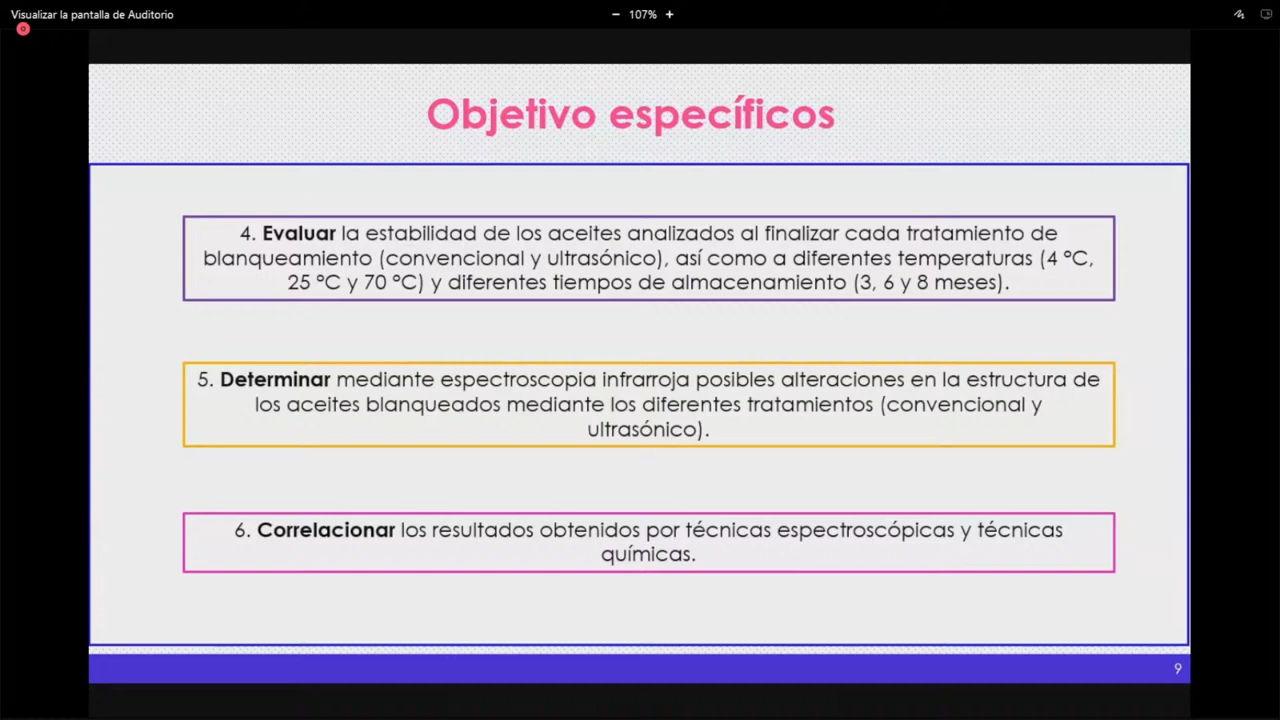 Visualizar la pantalla de Auditorio
− 107% +
Objetivo específicos
4. Evaluar la estabilidad de los aceites analizados al finalizar cada tratamiento de
blanqueamiento (convencional y ultrasónico), así como a diferentes temperaturas (4 °C,
25 °C y 70 °C) y diferentes tiempos de almacenamiento (3, 6 y 8 meses).
5. Determinar mediante espectroscopia infrarroja posibles alteraciones en la estructura de
los aceites blanqueados mediante los diferentes tratamientos (convencional y
ultrasónico).
6. Correlacionar los resultados obtenidos por técnicas espectroscópicas y técnicas
químicas.
9